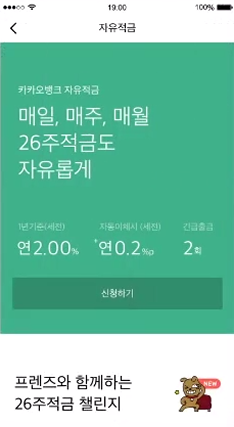 19:00
100%
자유적금
카카오뱅크 자유적금
매일, 매주, 매월
26주적금도
자유롭게
1년기준(세전) 자동이체시 (세전) 긴급출금
연2.00% +연0.2%p 2회
신청하기
프렌즈와 함께하는
26주적금 챌린지
NEW